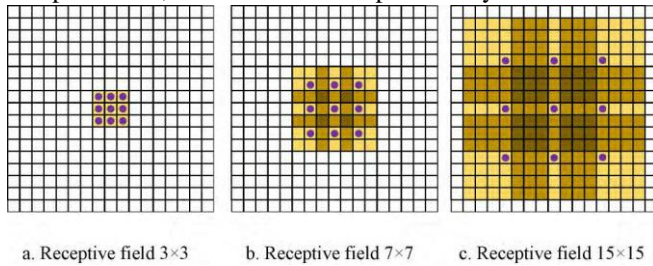 a. Receptive field 3×3
b. Receptive field 7×7
c. Receptive field 15×15